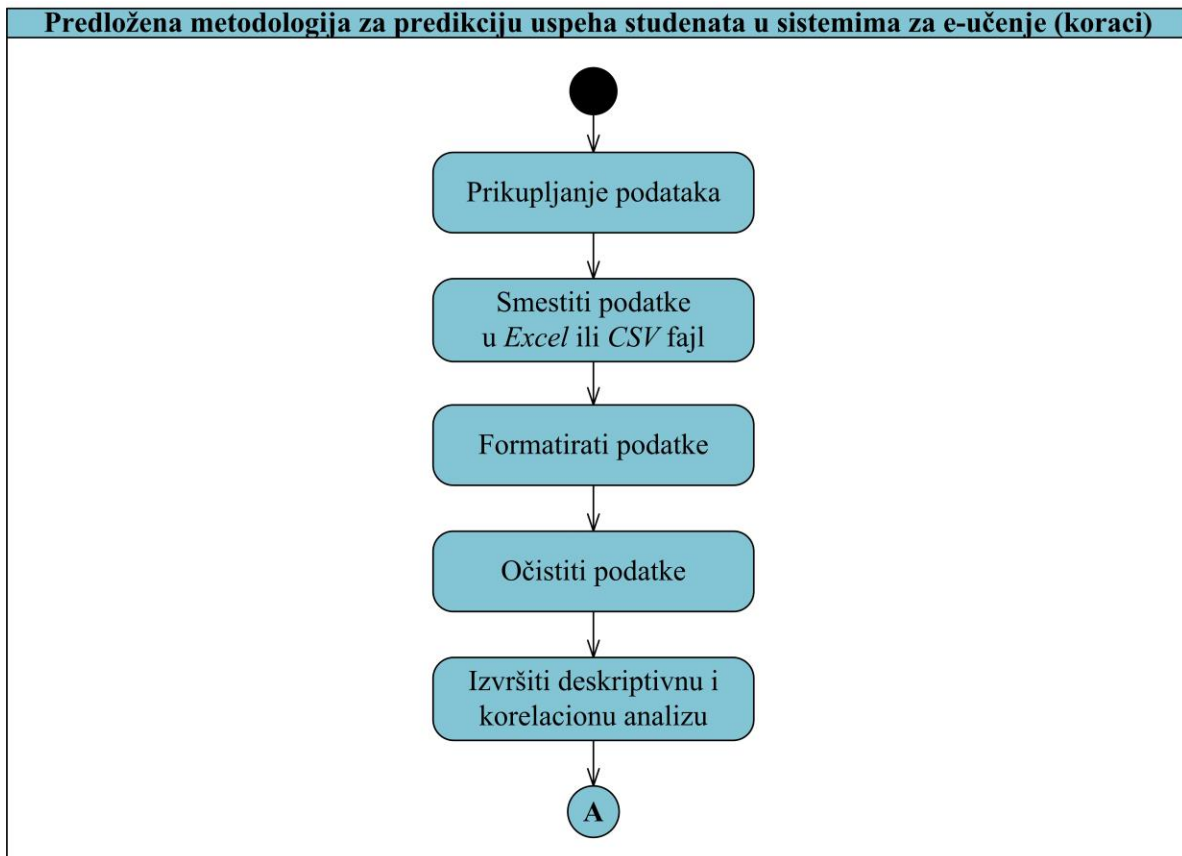 Predložena metodologija za predikciju uspeha studenata u sistemima za e-učenje (koraci)
Prikupljanje podataka
Smestiti podatke
u Excel ili CSV fajl
Formatirati podatke
Očistiti podatke
Izvršiti deskriptivnu i
korelacionu analizu
A